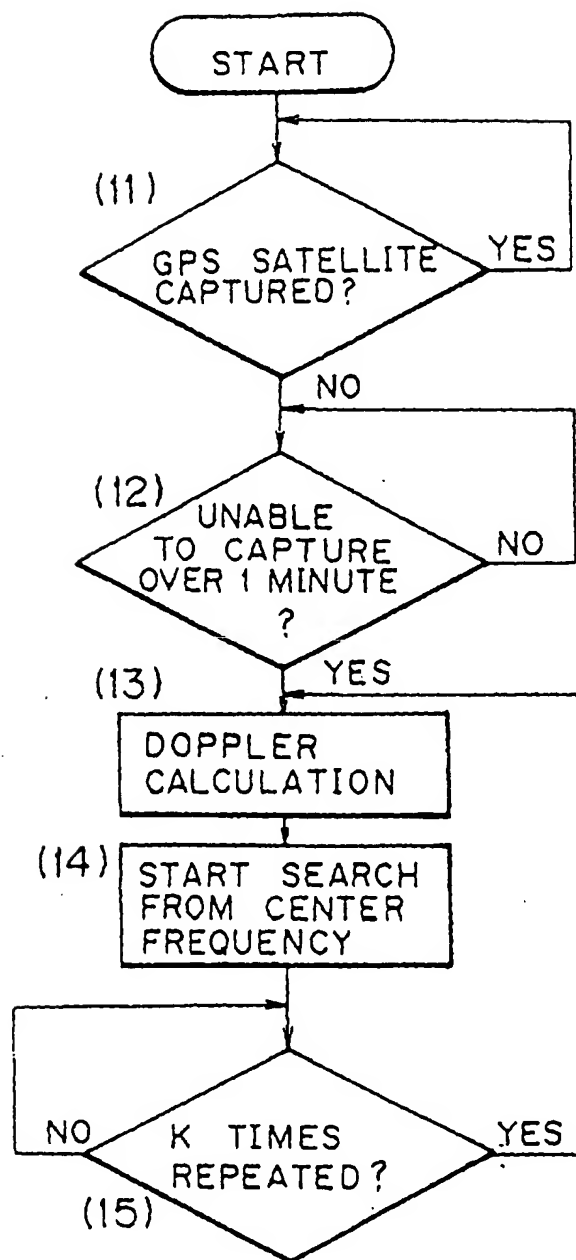 START
(11)
GPS SATELLITE
CAPTURED?
YES
NO
(12)
UNABLE
TO CAPTURE
OVER 1 MINUTE
?
NO
YES
(13)
DOPPLER
CALCULATION
(14)
START SEARCH
FROM CENTER
FREQUENCY
NO
K TIMES
REPEATED?
YES
(15)